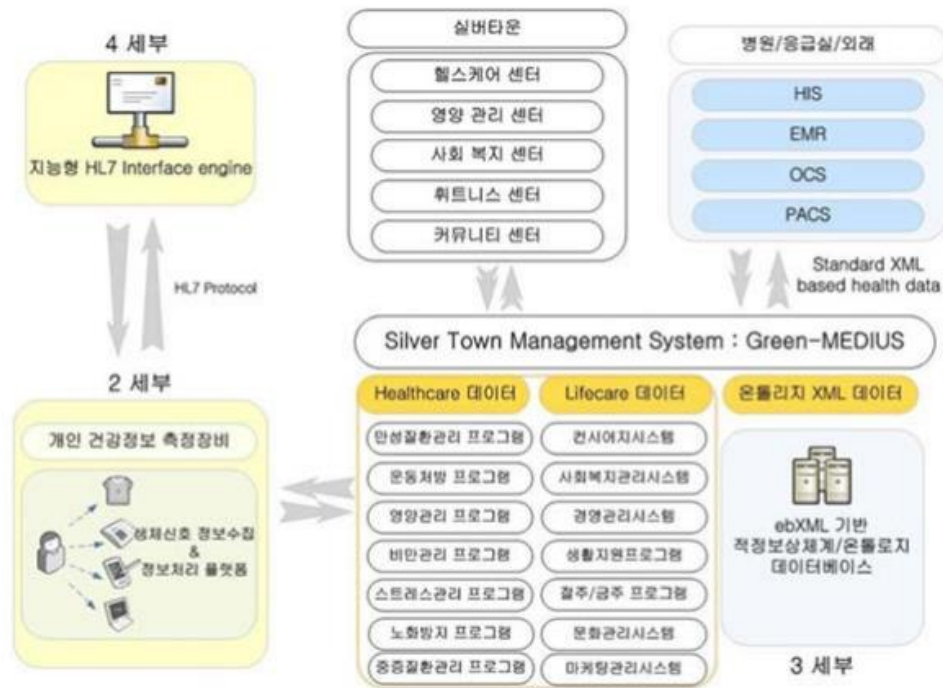 4 세부
지능형 HL7 Interface engine
HL7 Protocol
2 세부
개인 건강정보 측정장비
생체신호 정보수집
&
정보처리 플랫폼
실버타운
헬스케어 센터
영양 관리 센터
사회 복지 센터
휘트니스 센터
커뮤니티 센터
병원/응급실/외래
HIS
EMR
OCS
PACS
Standard XML
based health data
Silver Town Management System : Green-MEDIUS
Healthcare 데이터
만성질환관리 프로그램
운동처방 프로그램
영양관리 프로그램
비만관리 프로그램
스트레스관리 프로그램
노화방지 프로그램
중증질환관리 프로그램
Lifecare 데이터
컨시어지시스템
사회복지관리시스템
경영관리시스템
생활지원프로그램
절주/금주 프로그램
문화관리시스템
마케팅관리시스템
온톨리지 XML 데이터
ebXML 기반
적정보상체계/온톨로지
데이터베이스
3 세부